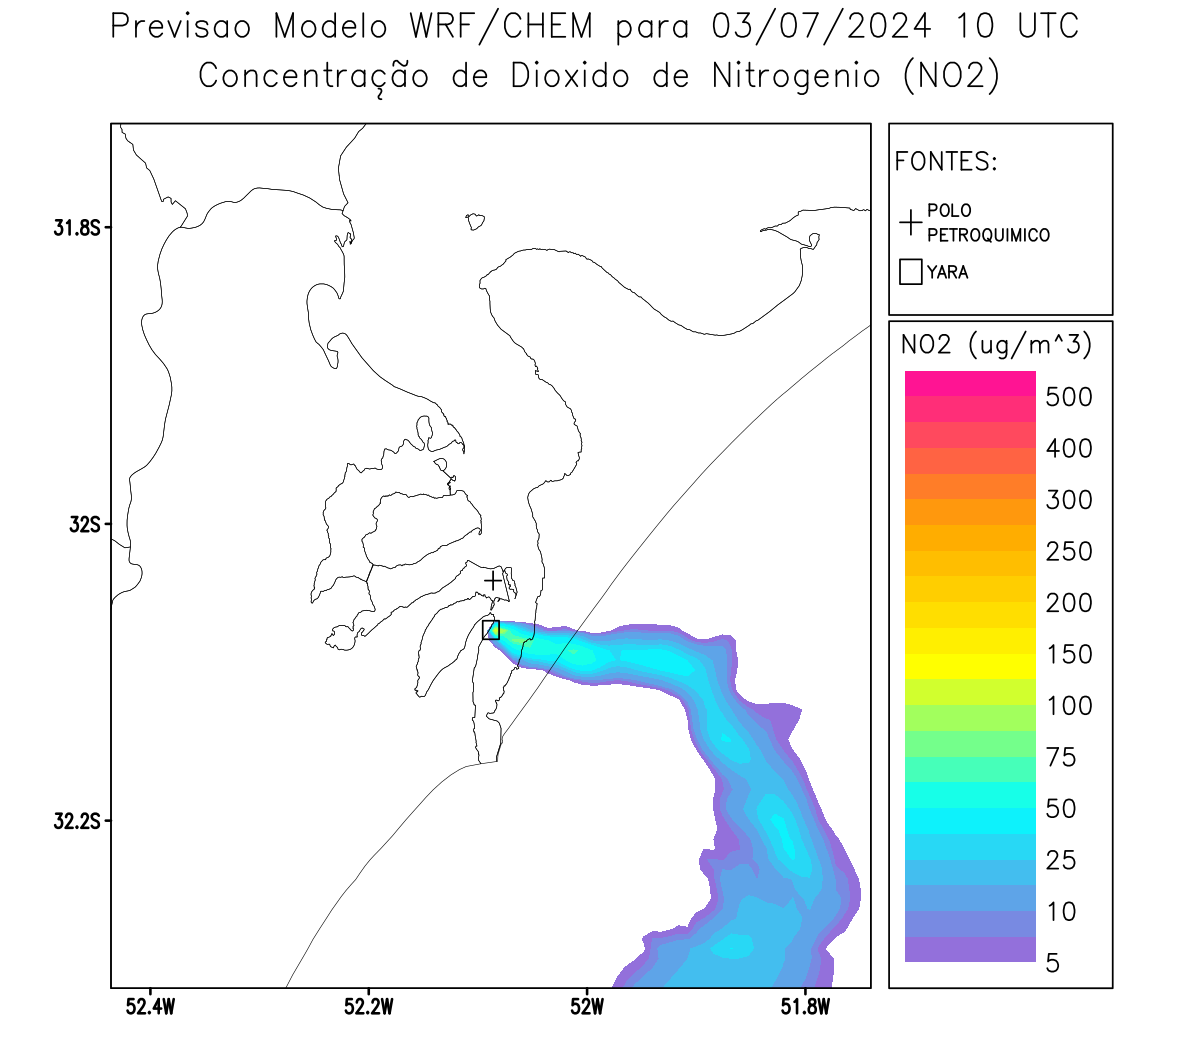 Previsao Modelo WRF/CHEM para 03/07/2024 10 UTC
Concentração de Dioxido de Nitrogenio (NO2)
FONTES:
POLO
PETROQUIMICO
YARA
NO2 (ug/m^3)
500
400
300
250
200
150
100
75
50
25
10
5
31.8S
32S
32.2S
52.4W
52.2W
52W
51.8W